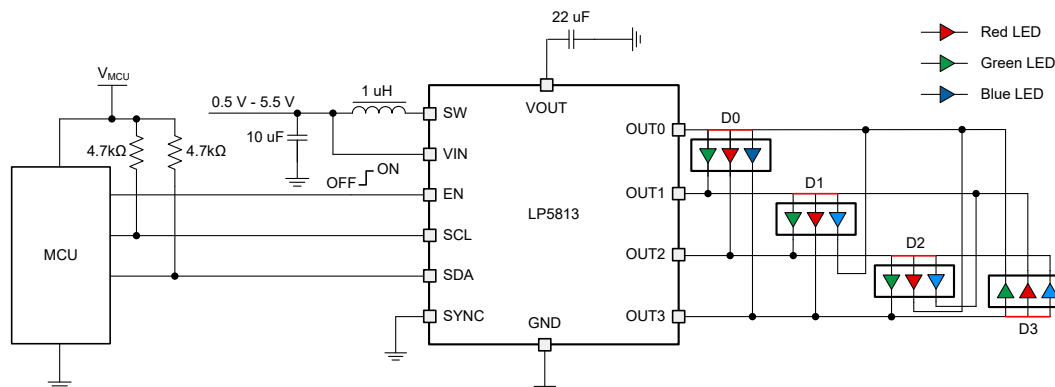 22 uF
Red LED
Green LED
Blue LED
V_MCU
0.5 V - 5.5 V
1 uH
10 uF
4.7kΩ
4.7kΩ
OFF
ON
MCU
SW
VIN
EN
SCL
SDA
SYNC
VOUT
LP5813
GND
OUT0
OUT1
OUT2
OUT3
D0
D1
D2
D3